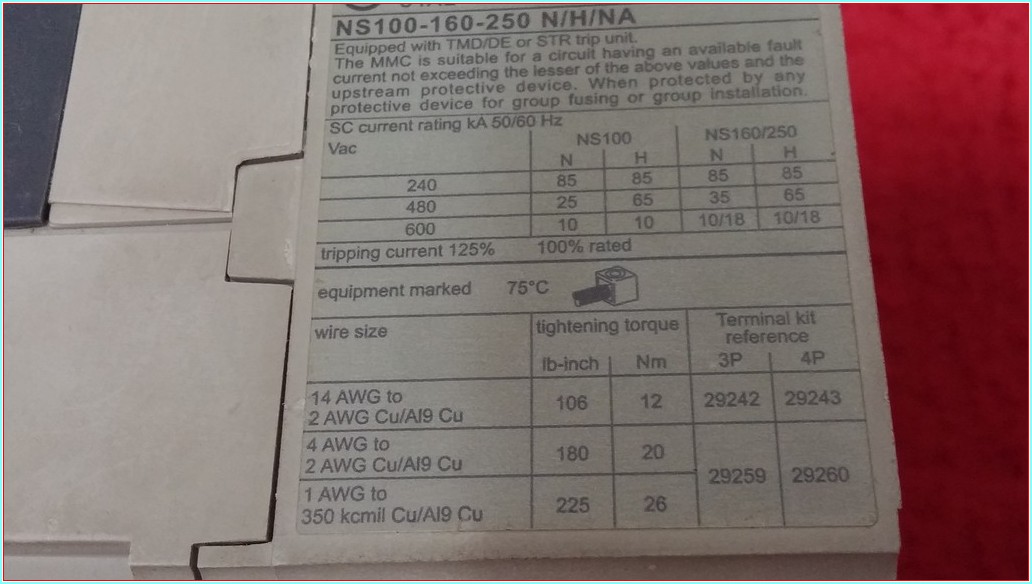 NS100-160-250 N/H/NA
Equipped with TMD/DE or STR trip unit.
The MMC is suitable for a circuit having an available fault
current not exceeding the lesser of the above values and the
upstream protective device. When protected by any
protective device for group fusing or group installation.
SC current rating kA 50/60 Hz
Vac NS100 NS160/250
N H N H
240 85 85 85 85
480 25 65 35 65
600 10 10 10/18 10/18
tripping current 125% 100% rated
equipment marked 75°C
wire size tightening torque Terminal kit
reference
lb-inch Nm 3P 4P
14 AWG to
2 AWG Cu/Al9 Cu 106 12 29242 29243
4 AWG to
2 AWG Cu/Al9 Cu 180 20
29259 29260
1 AWG to
350 kcmil Cu/Al9 Cu 225 26